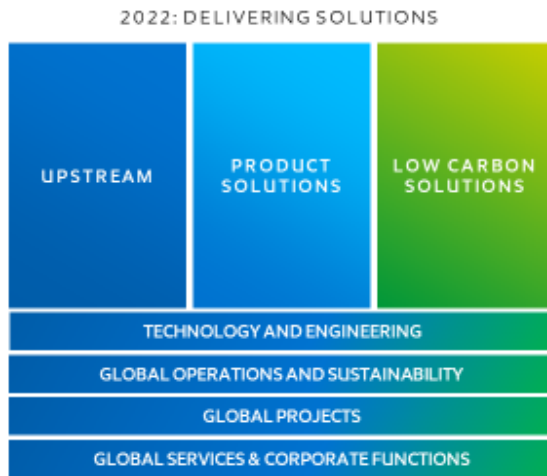 2022: DELIVERING SOLUTIONS
UPSTREAM
PRODUCT
SOLUTIONS
LOW CARBON
SOLUTIONS
TECHNOLOGY AND ENGINEERING
GLOBAL OPERATIONS AND SUSTAINABILITY
GLOBAL PROJECTS
GLOBAL SERVICES & CORPORATE FUNCTIONS